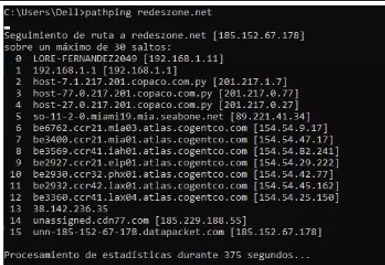 C:\Users\Dell>pathping redeszone.net
Seguimiento de ruta a redeszone.net [185.152.67.178]
sobre un máximo de 30 saltos:
0 LORE-FERNANDEZ2049 [192.168.1.11]
1 192.168.1.1 [192.168.1.1]
2 host-7.1.217.201.copaco.com.py [201.217.1.7]
3 host-77.0.217.201.copaco.com.py [201.217.0.77]
4 host-27.0.217.201.copaco.com.py [201.217.0.27]
5 so-11-2-0.miami19.mia.seabone.net [89.221.41.34]
6 be6762.ccr21.mia03.atlas.cogentco.com [154.54.9.17]
7 be3400.ccr21.mia01.atlas.cogentco.com [154.54.47.17]
8 be3569.ccr41.iah01.atlas.cogentco.com [154.54.82.241]
9 be2927.ccr21.elp01.atlas.cogentco.com [154.54.29.222]
10 be2930.ccr32.phx01.atlas.cogentco.com [154.54.42.77]
11 be2932.ccr42.lax01.atlas.cogentco.com [154.54.45.162]
12 be3360.ccr41.lax04.atlas.cogentco.com [154.54.25.150]
13 38.142.236.35
14 unassigned.cdn77.com [185.229.188.55]
15 unn-185-152-67-178.datapacket.com [185.152.67.178]
Procesamiento de estadísticas durante 375 segundos...